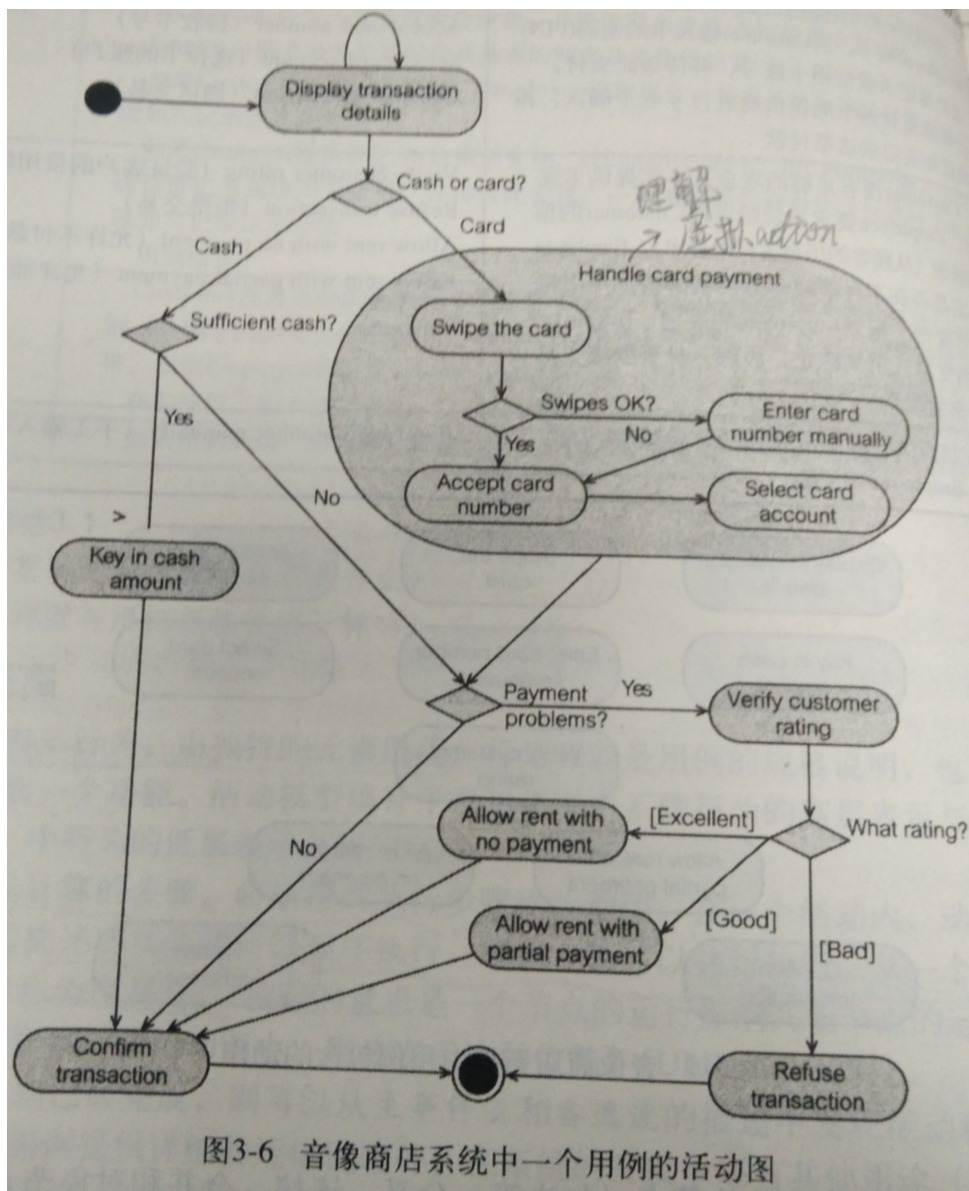 Display transaction
details
Cash or card?
Cash
Card
理解
虚拟action
Handle card payment
Sufficient cash?
Swipe the card
Swipes OK?
Enter card
number manually
Yes
No
Yes
Accept card
number
Select card
account
No
Key in cash
amount
Payment
problems?
Yes
Verify customer
rating
No
Allow rent with
no payment
[Excellent]
What rating?
Allow rent with
partial payment
[Good]
[Bad]
Confirm
transaction
Refuse
transaction
图3-6 音像商店系统中一个用例的活动图